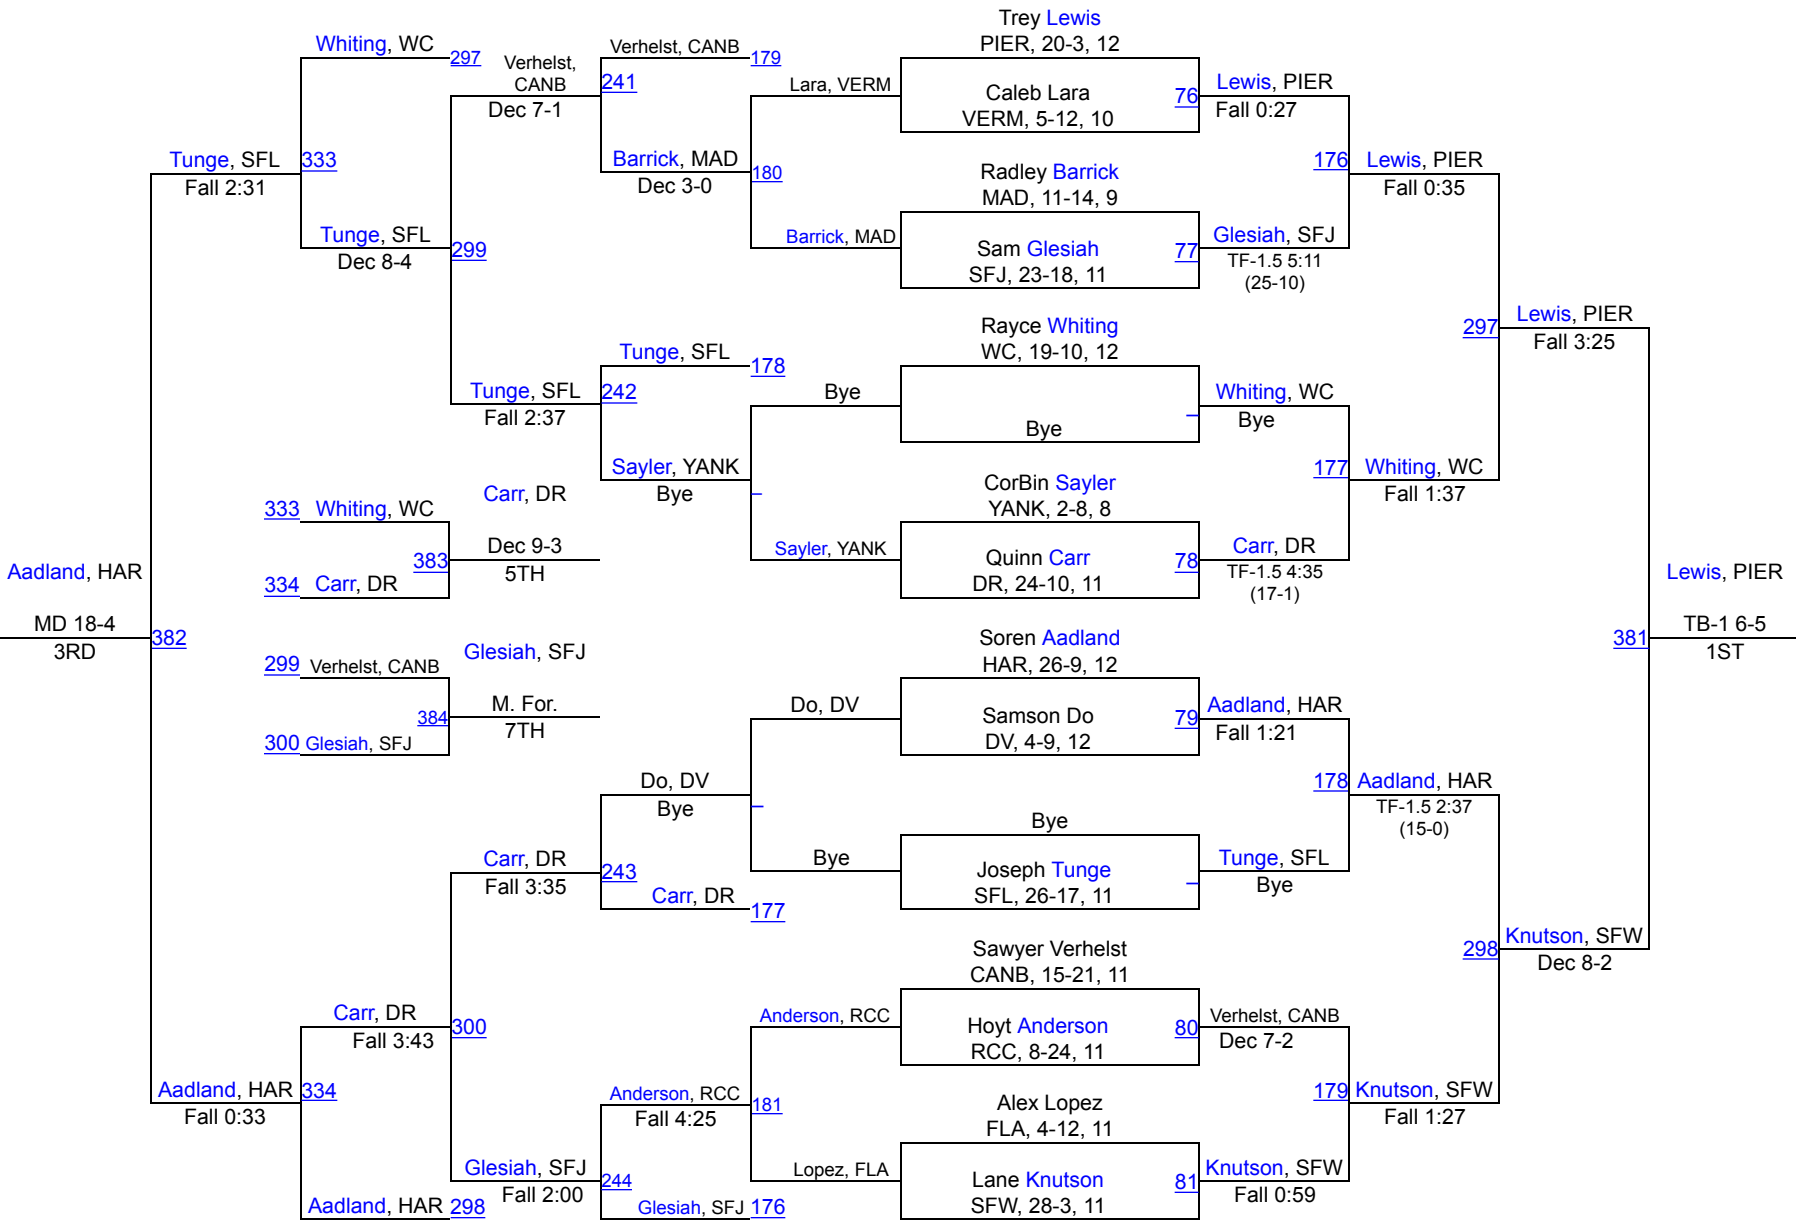 Whiting, WC
297
Verhelst,
CANB
Dec 7-1
Verhelst, CANB
179
241
Lara, VERM
Trey Lewis
PIER, 20-3, 12
Caleb Lara
VERM, 5-12, 10
76
Lewis, PIER
Fall 0:27
Tunge, SFL
333
Fall 2:31
Barrick, MAD
180
Dec 3-0
Radley Barrick
MAD, 11-14, 9
176
Lewis, PIER
Fall 0:35
Tunge, SFL
299
Dec 8-4
Barrick, MAD
Sam Glesiah
SFJ, 23-18, 11
77
Glesiah, SFJ
TF-1.5 5:11
(25-10)
Tunge, SFL
178
Rayce Whiting
WC, 19-10, 12
297
Lewis, PIER
Fall 3:25
Tunge, SFL
242
Fall 2:37
Bye
Bye
Whiting, WC
Bye
Sayler, YANK
Bye
CorBin Sayler
YANK, 2-8, 8
177
Whiting, WC
Fall 1:37
333
Whiting, WC
Carr, DR
383
Dec 9-3
5TH
334
Carr, DR
Sayler, YANK
Quinn Carr
DR, 24-10, 11
78
Carr, DR
TF-1.5 4:35
(17-1)
Aadland, HAR
MD 18-4
3RD
382
Lewis, PIER
381
TB-1 6-5
1ST
299
Verhelst, CANB
Glesiah, SFJ
384
M. For.
7TH
300
Glesiah, SFJ
Soren Aadland
HAR, 26-9, 12
Do, DV
Samson Do
DV, 4-9, 12
79
Aadland, HAR
Fall 1:21
Do, DV
Bye
178
Aadland, HAR
TF-1.5 2:37
(15-0)
Bye
Carr, DR
243
Fall 3:35
Bye
Joseph Tunge
SFL, 26-17, 11
Tunge, SFL
Bye
Carr, DR
177
Sawyer Verhelst
CANB, 15-21, 11
298
Knutson, SFW
Dec 8-2
Carr, DR
300
Fall 3:43
Anderson, RCC
Hoyt Anderson
RCC, 8-24, 11
80
Verhelst, CANB
Dec 7-2
Aadland, HAR
334
Fall 0:33
Anderson, RCC
181
Fall 4:25
Alex Lopez
FLA, 4-12, 11
179
Knutson, SFW
Fall 1:27
Glesiah, SFJ
244
Fall 2:00
Lopez, FLA
Lane Knutson
SFW, 28-3, 11
81
Knutson, SFW
Fall 0:59
Aadland, HAR
298
Glesiah, SFJ
176